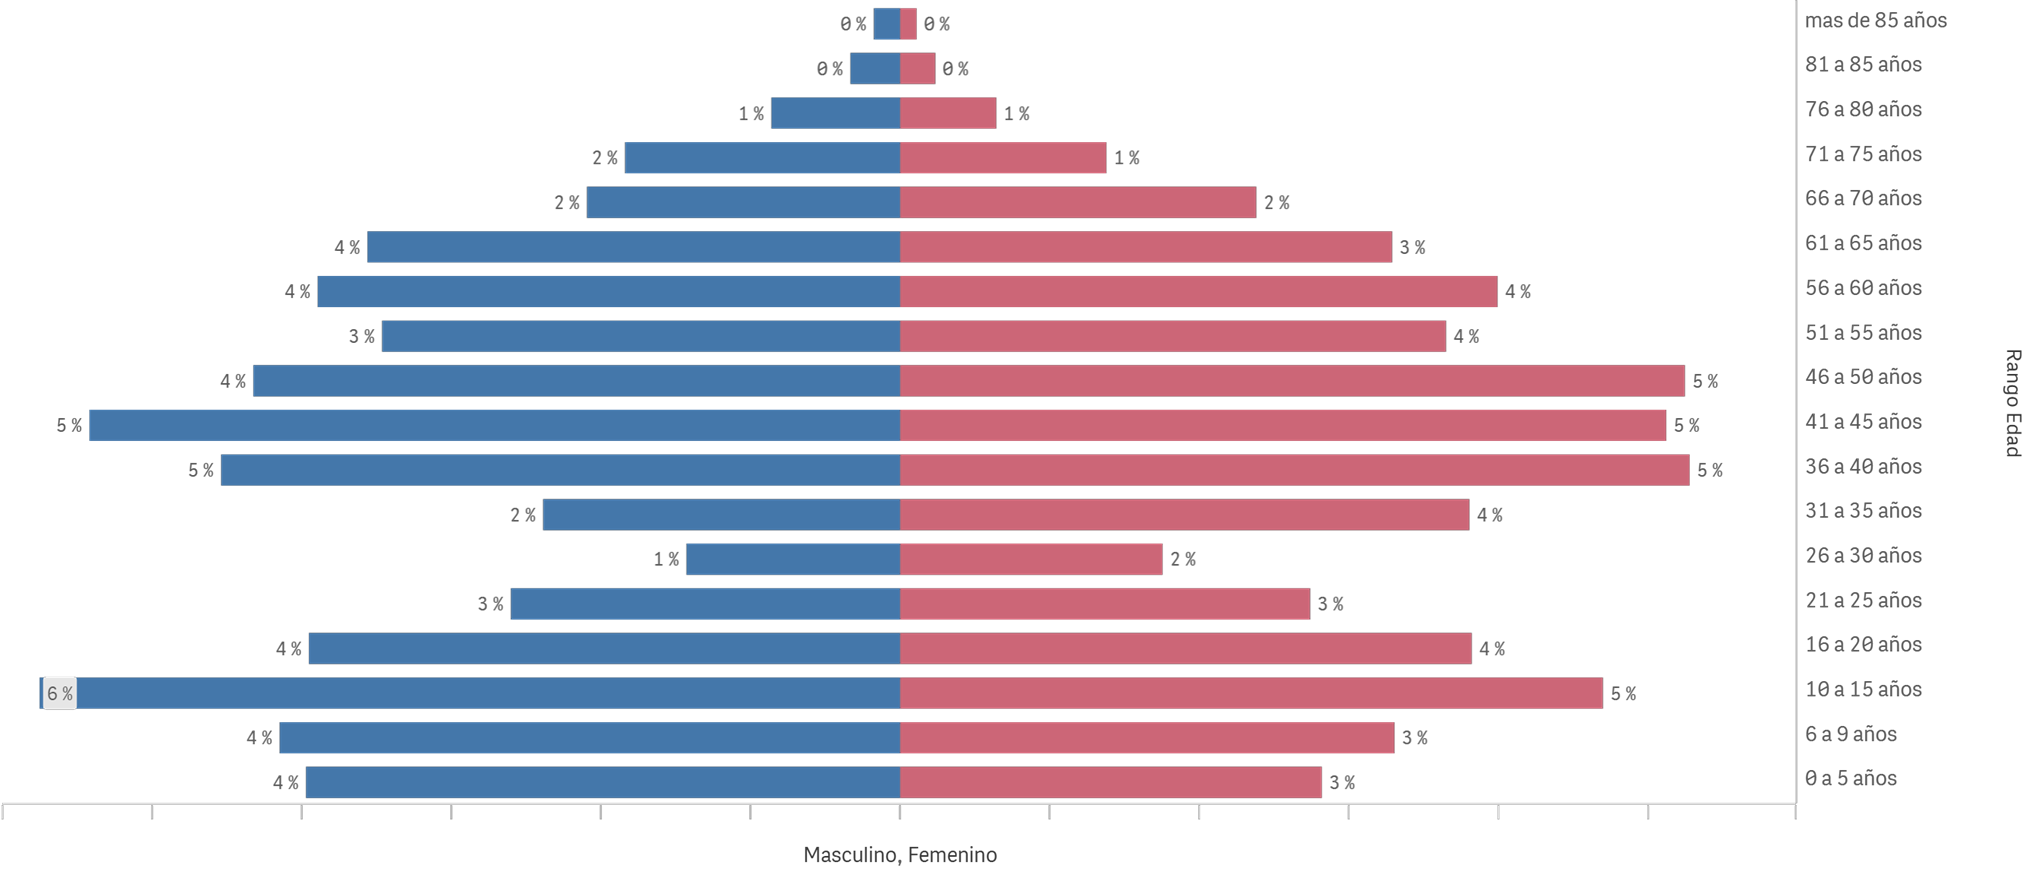 0 % 0 % mas de 85 años
0 % 0 % 81 a 85 años
1 % 1 % 76 a 80 años
2 % 1 % 71 a 75 años
2 % 2 % 66 a 70 años
4 % 3 % 61 a 65 años
4 % 4 % 56 a 60 años
3 % 4 % 51 a 55 años
4 % 5 % 46 a 50 años
5 % 5 % 41 a 45 años
5 % 5 % 36 a 40 años
2 % 4 % 31 a 35 años
1 % 2 % 26 a 30 años
3 % 3 % 21 a 25 años
4 % 4 % 16 a 20 años
6 % 5 % 10 a 15 años
4 % 3 % 6 a 9 años
4 % 3 % 0 a 5 años
Rango Edad
Masculino, Femenino